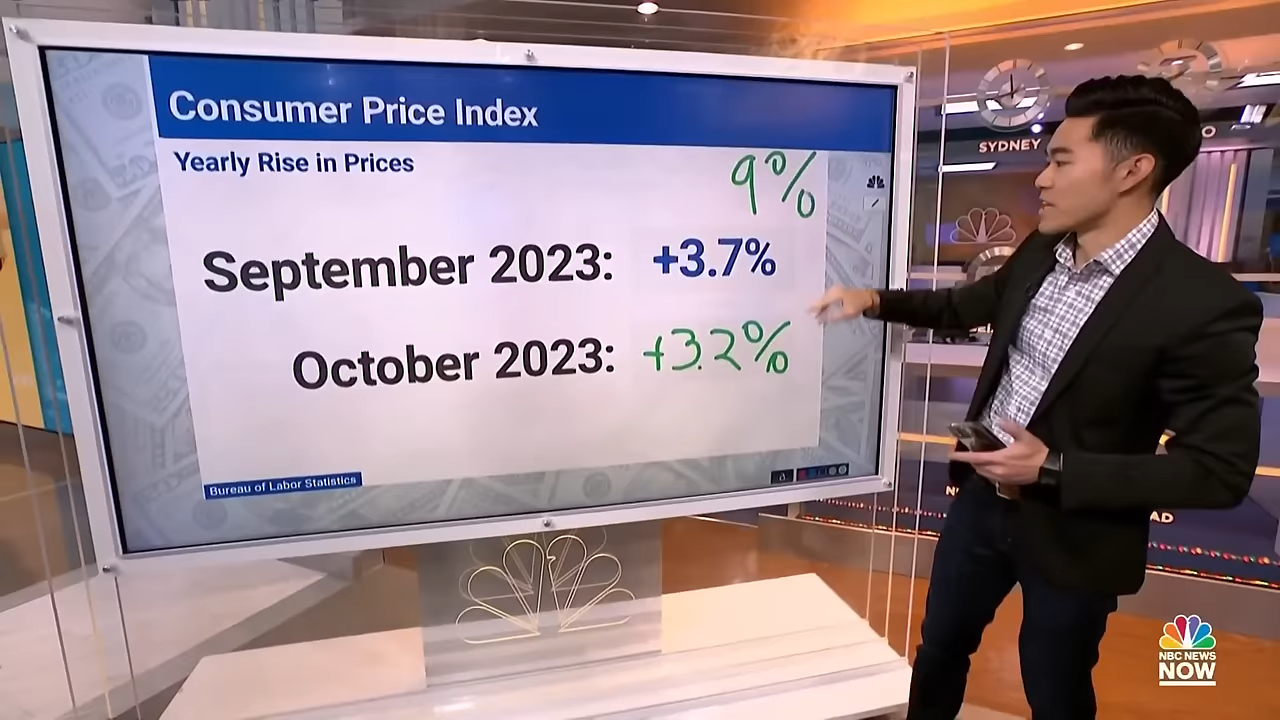 Consumer Price Index
Yearly Rise in Prices
9%
September 2023: +3.7%
October 2023: +3.2%
Bureau of Labor Statistics
SYDNEY
NBC NEWS
NOW